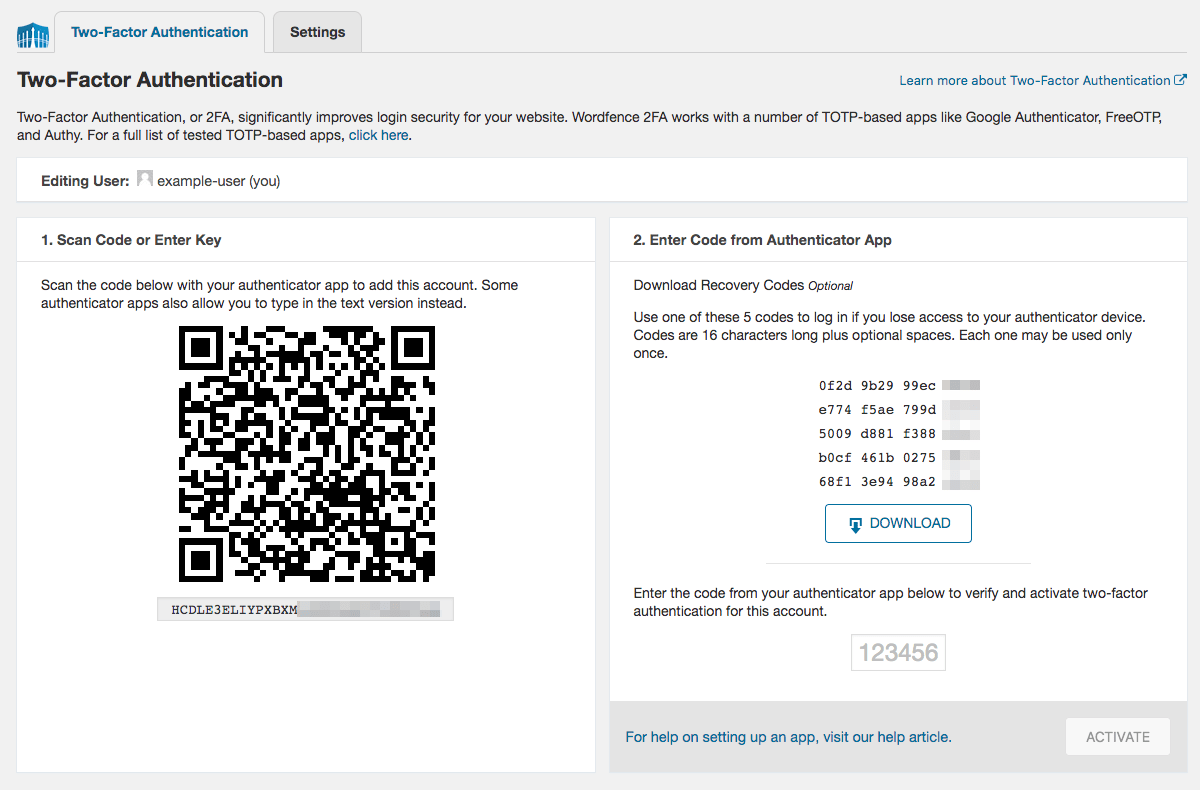 Two-Factor Authentication
Settings
Two-Factor Authentication
Learn more about Two-Factor Authentication
Two-Factor Authentication, or 2FA, significantly improves login security for your website. Wordfence 2FA works with a number of TOTP-based apps like Google Authenticator, FreeOTP,
and Authy. For a full list of tested TOTP-based apps, click here.
Editing User: example-user (you)
1. Scan Code or Enter Key
Scan the code below with your authenticator app to add this account. Some
authenticator apps also allow you to type in the text version instead.
HCDLE3ELIYPXBXM
2. Enter Code from Authenticator App
Download Recovery Codes Optional
Use one of these 5 codes to log in if you lose access to your authenticator device.
Codes are 16 characters long plus optional spaces. Each one may be used only
once.
0f2d 9b29 99ec
e774 f5ae 799d
5009 d881 f388
b0cf 461b 0275
68f1 3e94 98a2
DOWNLOAD
Enter the code from your authenticator app below to verify and activate two-factor
authentication for this account.
123456
For help on setting up an app, visit our help article.
ACTIVATE